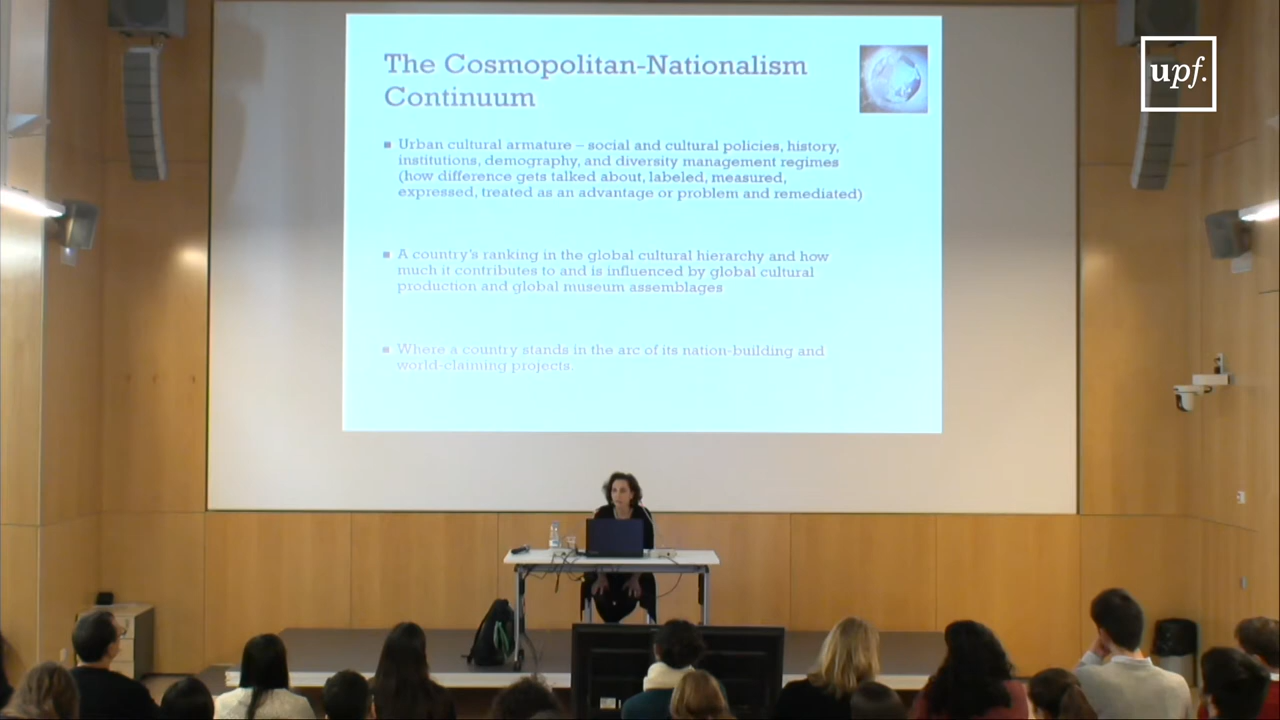 The Cosmopolitan-Nationalism
Continuum
Urban cultural armature – social and cultural policies, history,
institutions, demography, and diversity management regimes
(how difference gets talked about, labeled, measured,
expressed, treated as an advantage or problem and remediated)
A country's ranking in the global cultural hierarchy and how
much it contributes to and is influenced by global cultural
production and global museum assemblages
Where a country stands in the arc of its nation-building and
world-claiming projects.
upf.